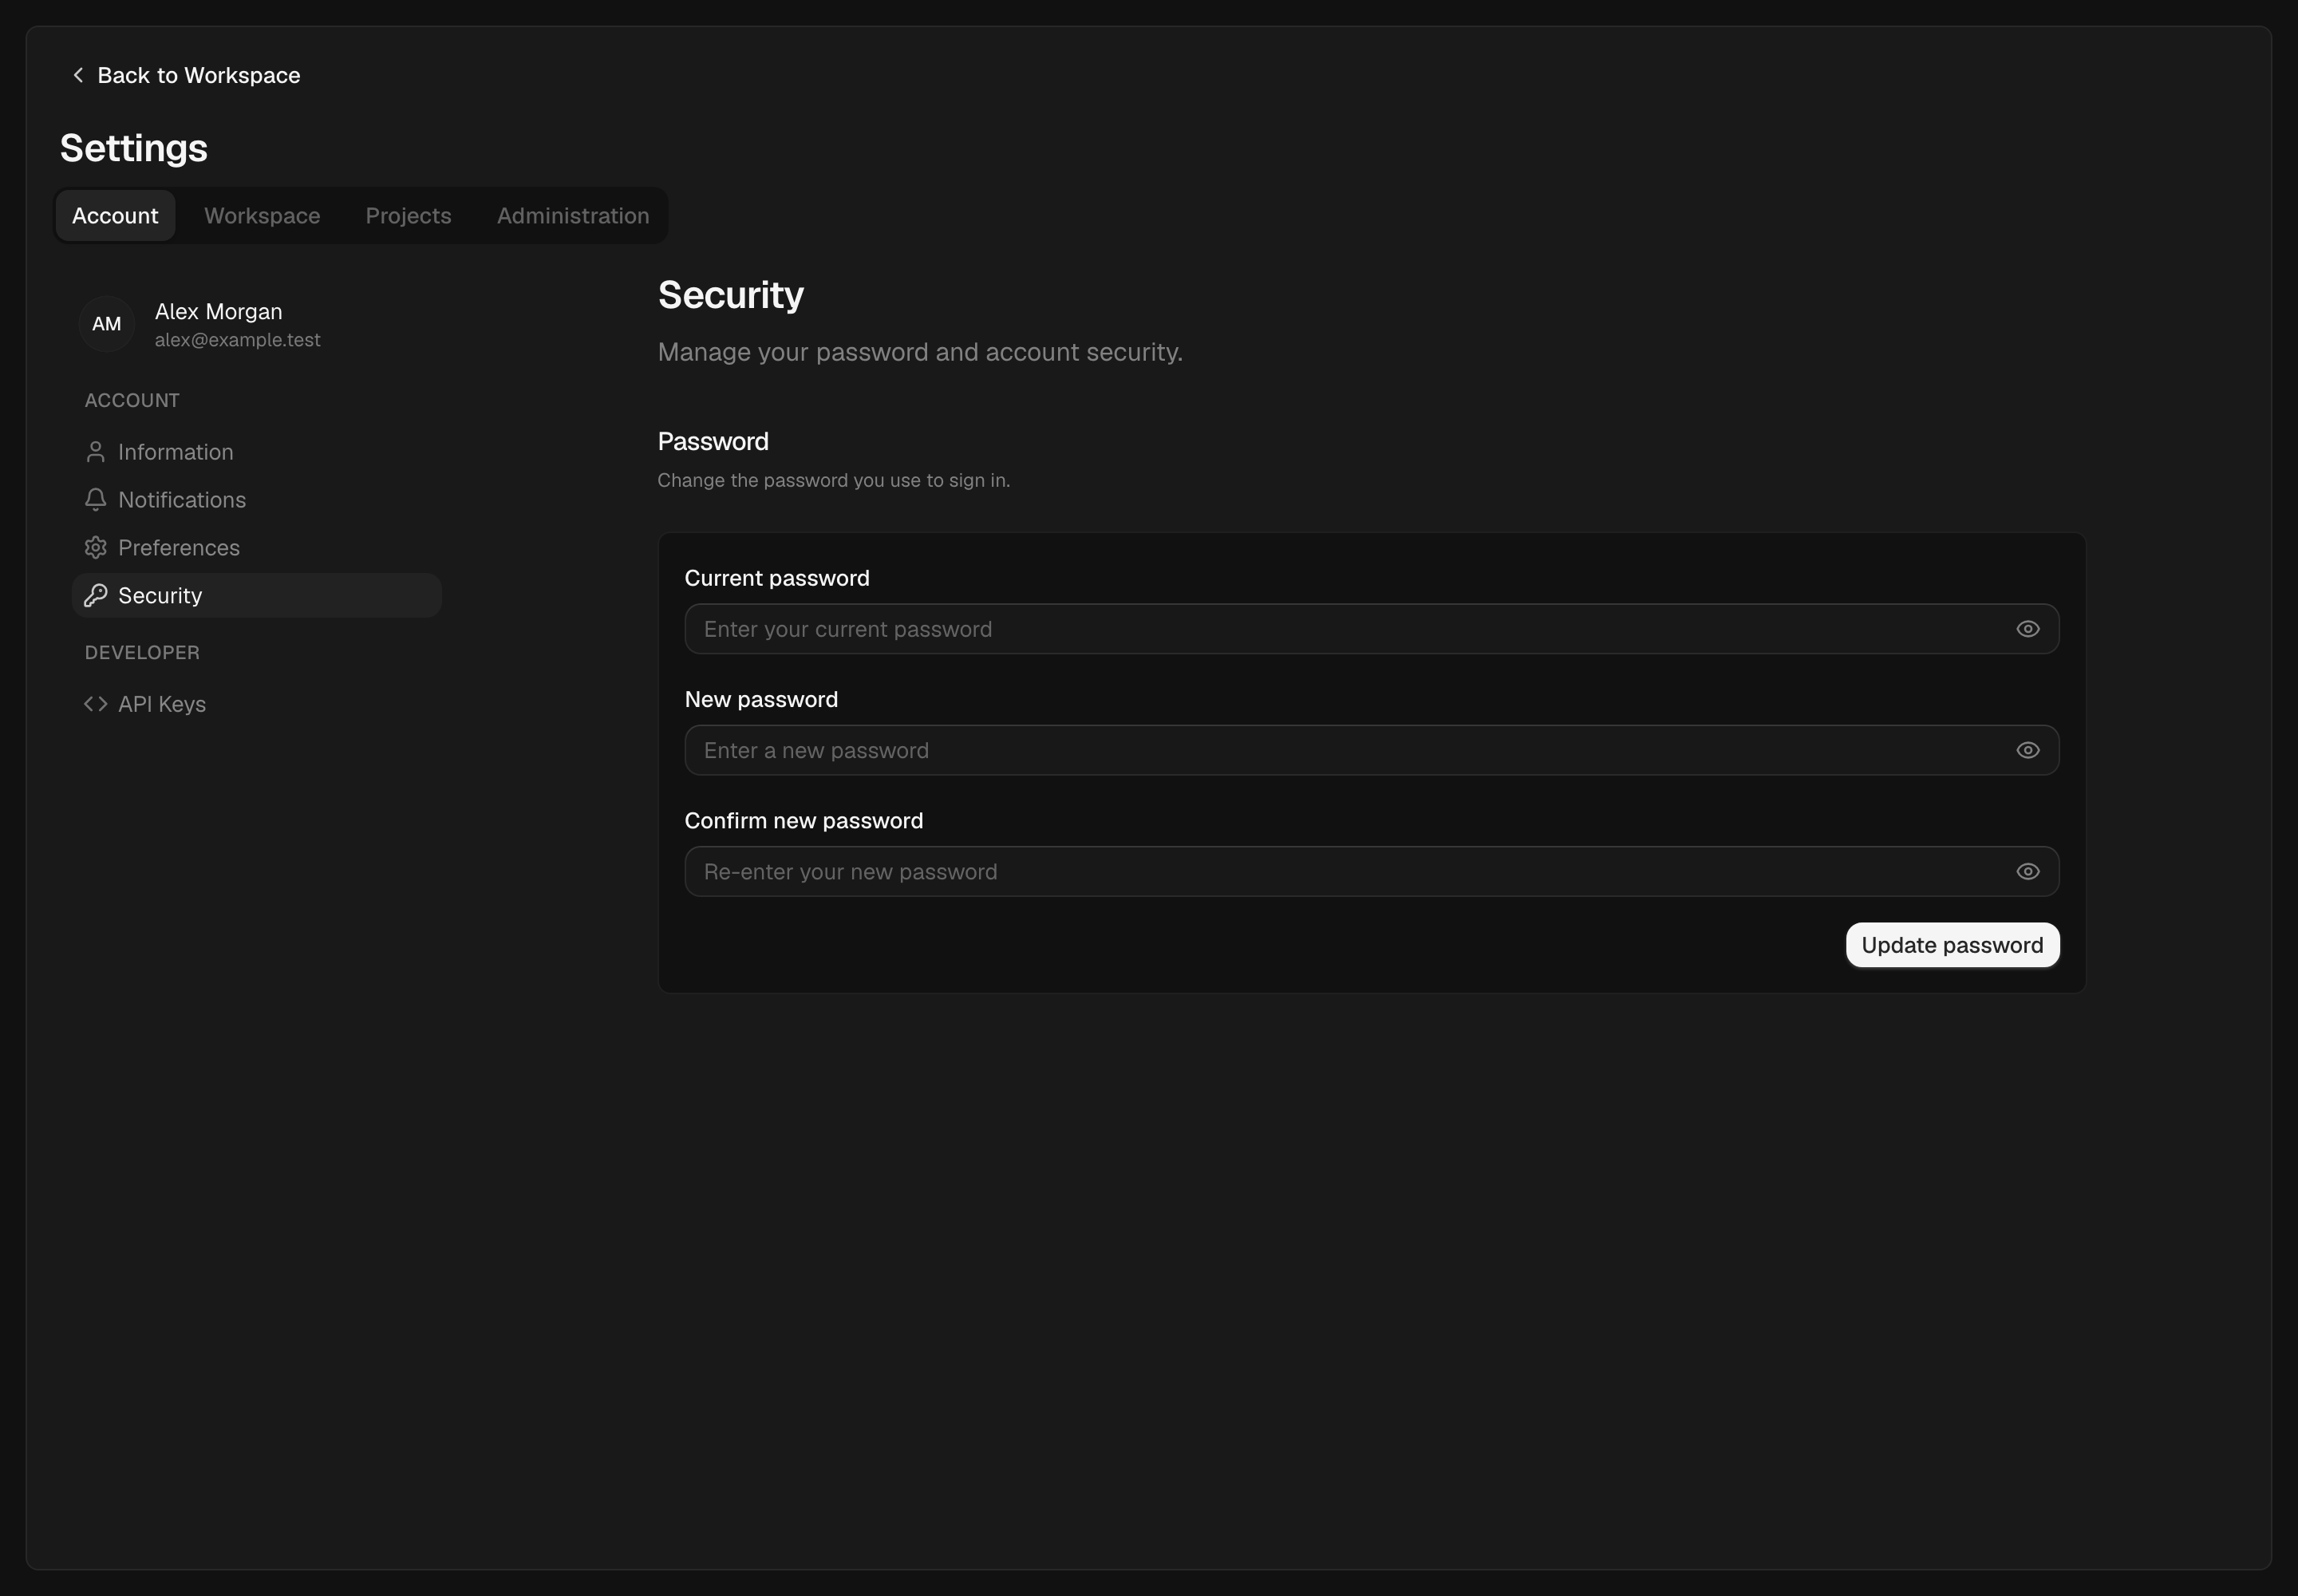 Back to Workspace
Settings
Account Workspace Projects Administration
AM
Alex Morgan
alex@example.test
ACCOUNT
Information
Notifications
Preferences
Security
DEVELOPER
API Keys
Security
Manage your password and account security.
Password
Change the password you use to sign in.
Current password
Enter your current password
New password
Enter a new password
Confirm new password
Re-enter your new password
Update password